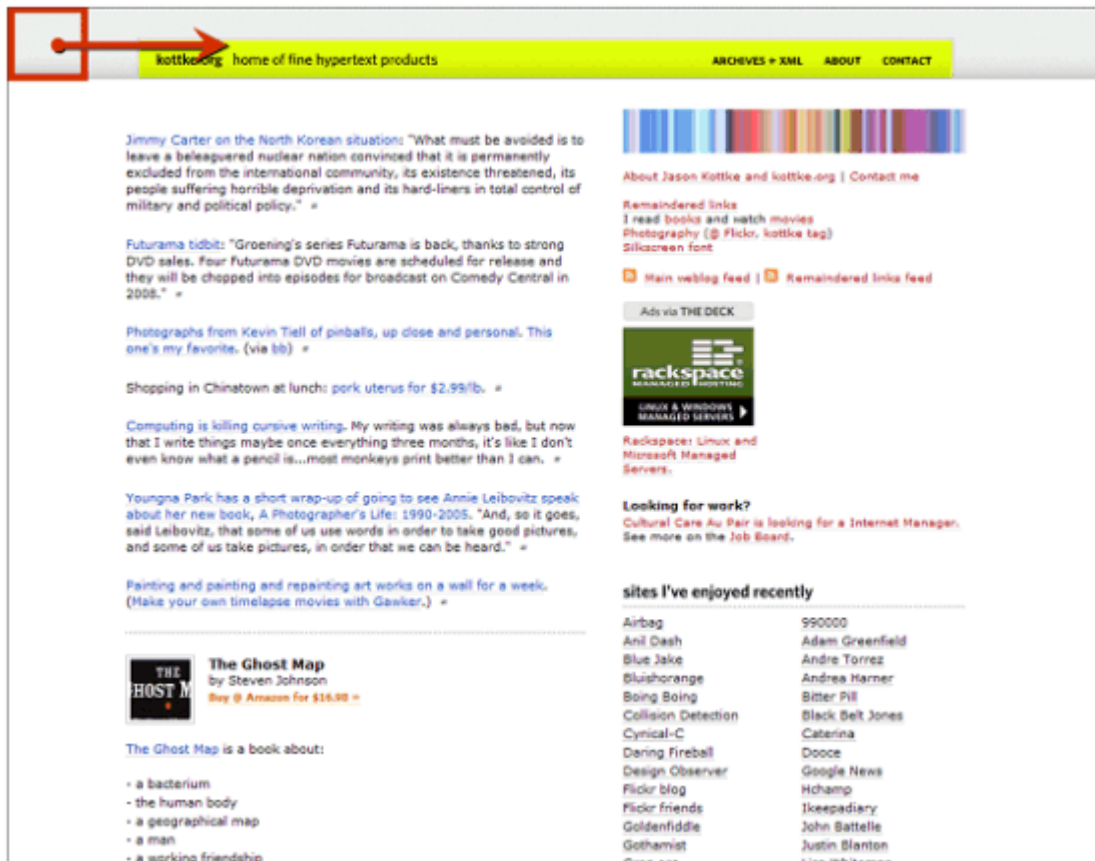 kottke.org home of fine hypertext products
ARCHIVES + XML ABOUT CONTACT
Jimmy Carter on the North Korean situation: "What must be avoided is to
leave a beleaguered nuclear nation convinced that it is permanently
excluded from the international community, its existence threatened, its
people suffering horrible deprivation and its hard-liners in total control of
military and political policy." #
Futurama tidbit: "Groening's series Futurama is back, thanks to strong
DVD sales. Four Futurama DVD movies are scheduled for release and
they will be chopped into episodes for broadcast on Comedy Central in
2008." #
Photographs from Kevin Tiell of pinballs, up close and personal. This
one's my favorite. (via bb) #
Shopping in Chinatown at lunch: pork uterus for $2.99/lb. #
Computing is killing cursive writing. My writing was always bad, but now
that I write things maybe once everything three months, it's like I don't
even know what a pencil is...most monkeys print better than I can. #
Youngna Park has a short wrap-up of going to see Annie Leibovitz speak
about her new book, A Photographer's Life: 1990-2005. "And, so it goes,
said Leibovitz, that some of us use words in order to take good pictures,
and some of us take pictures, in order that we can be heard." #
Painting and painting and repainting art works on a wall for a week.
(Make your own timelapse movies with Gawker.) #
THE
HOST M
The Ghost Map
by Steven Johnson
Buy @ Amazon for $16.98 »
The Ghost Map is a book about:
- a bacterium
- the human body
- a geographical map
- a man
- a working friendship
About Jason Kottke and kottke.org | Contact me
Remaindered links
I read books and watch movies
Photography (@ Flickr, kottke tag)
Silkscreen font
Main weblog feed | Remaindered links feed
Ads via THE DECK
rackspace
MANAGED HOSTING
LINUX & WINDOWS
MANAGED SERVERS
Rackspace: Linux and
Microsoft Managed
Servers.
Looking for work?
Cultural Care Au Pair is looking for a Internet Manager.
See more on the Job Board.
sites I've enjoyed recently
Airbag 990000
Anil Dash Adam Greenfield
Blue Jake Andre Torrez
Bluishorange Andrea Harner
Boing Boing Bitter Pill
Collision Detection Black Belt Jones
Cynical-C Caterina
Daring Fireball Dooce
Design Observer Google News
Flickr blog Hchamp
Flickr friends Ikeepadiary
Goldenfiddle John Battelle
Gothamist Justin Blanton